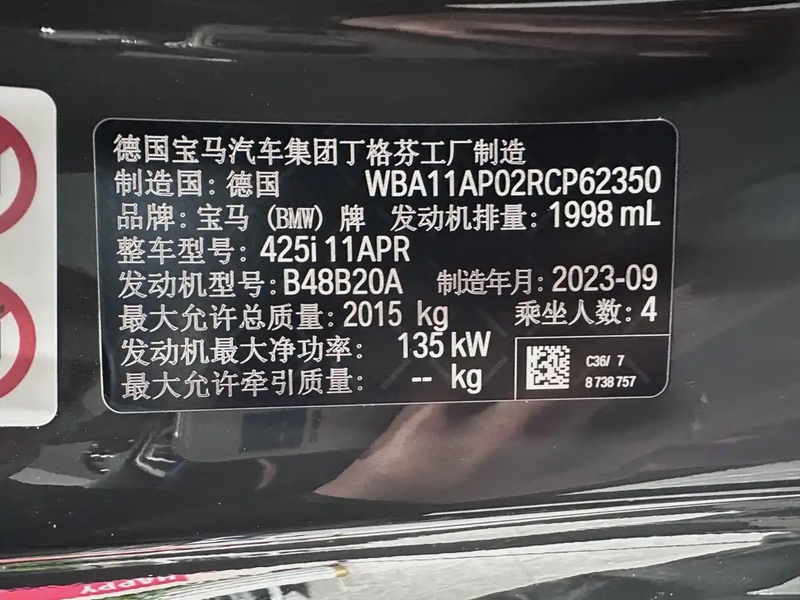 德国宝马汽车集团丁格芬工厂制造
制造国：德国 WBA11AP02RCP62350
品牌：宝马（BMW）牌 发动机排量：1998 mL
整车型号：425i 11APR
发动机型号：B48B20A 制造年月：2023-09
最大允许总质量：2015 kg 乘坐人数：4
发动机最大净功率： 135 kW
最大允许牵引质量： -- kg
C36/ 7
8 738 757
HAPPY